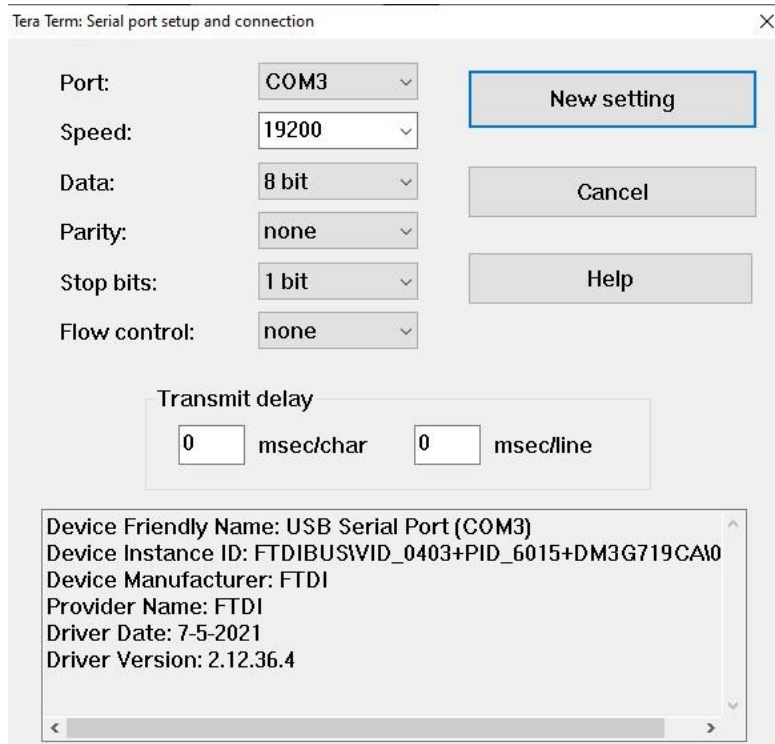 Tera Term: Serial port setup and connection
Port: COM3
New setting
Speed: 19200
Data: 8 bit
Cancel
Parity: none
Stop bits: 1 bit
Help
Flow control: none
Transmit delay
0 msec/char 0 msec/line
Device Friendly Name: USB Serial Port (COM3)
Device Instance ID: FTDIBUS\VID_0403+PID_6015+DM3G719CA\0
Device Manufacturer: FTDI
Provider Name: FTDI
Driver Date: 7-5-2021
Driver Version: 2.12.36.4